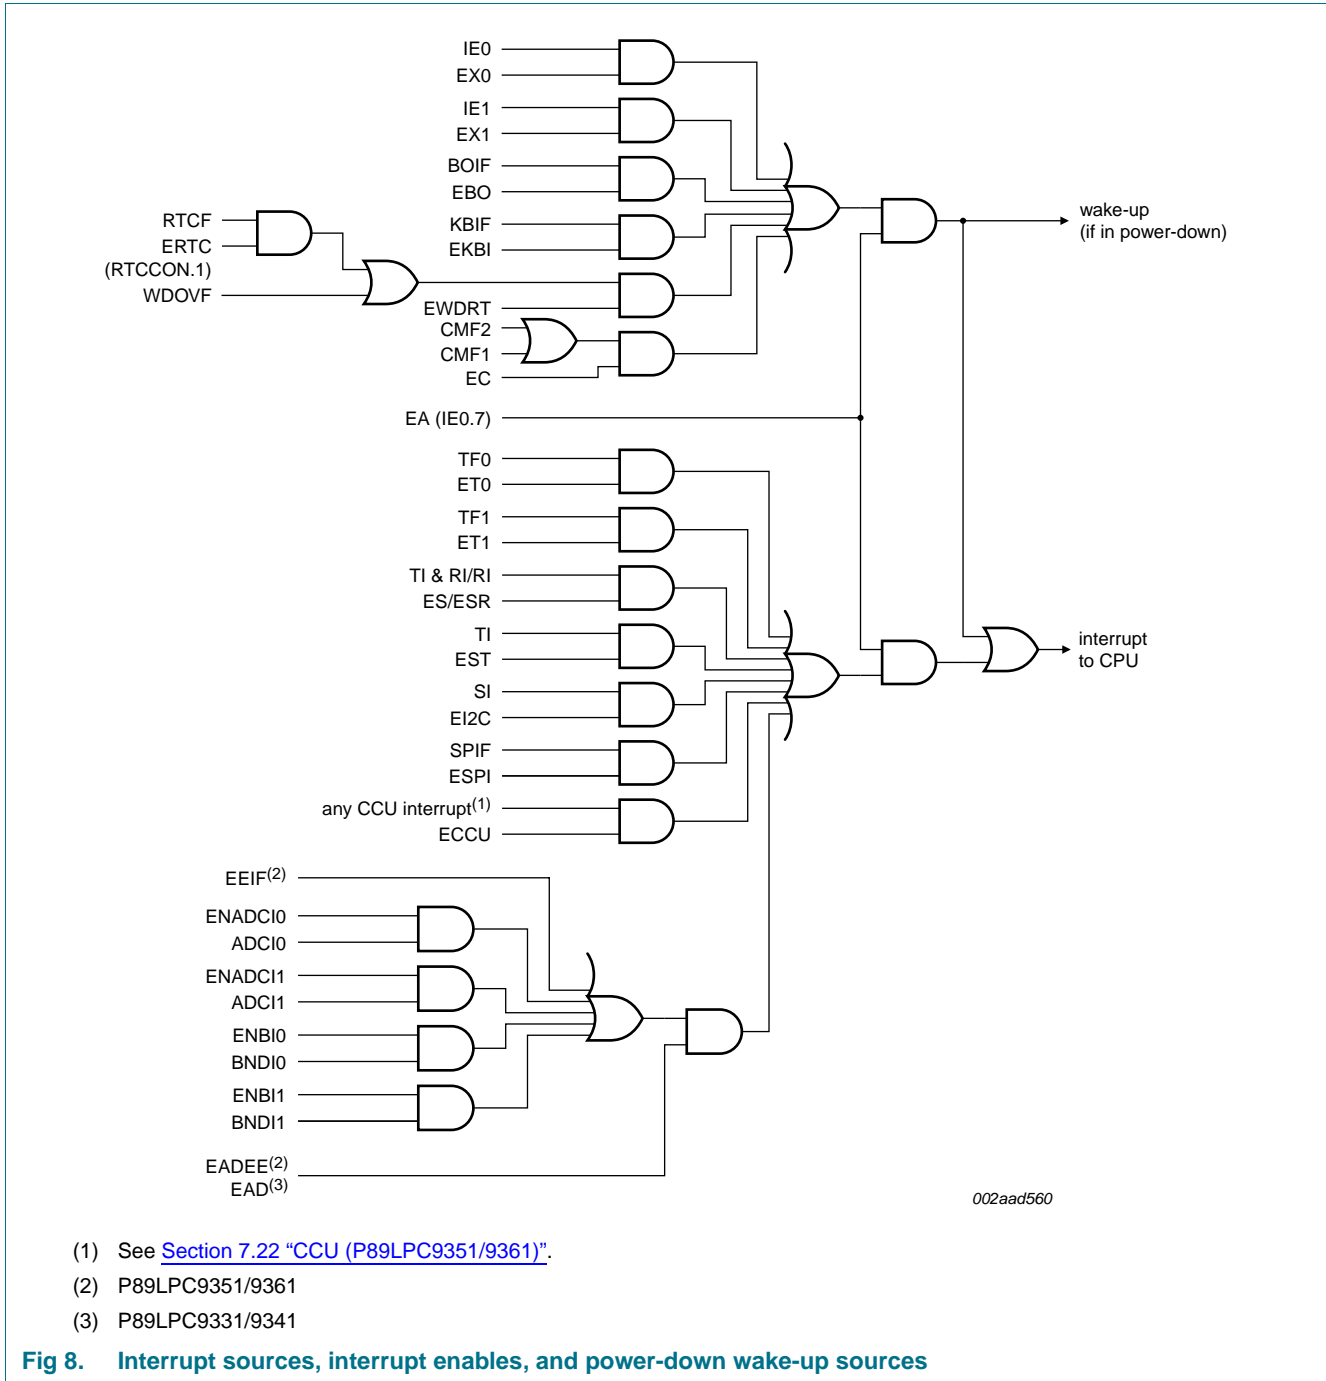 IE0
EX0
IE1
EX1
BOIF
EBO
KBIF
EKBI
RTCF
ERTC
(RTCCON.1)
WDOVF
EWDRT
CMF2
CMF1
EC
wake-up
(if in power-down)
EA (IE0.7)
TF0
ET0
TF1
ET1
TI & RI/RI
ES/ESR
TI
EST
SI
EI2C
SPIF
ESPI
any CCU interrupt(1)
ECCU
interrupt
to CPU
EEIF(2)
ENADCI0
ADCI0
ENADCI1
ADCI1
ENBI0
BNDI0
ENBI1
BNDI1
EADEE(2)
EAD(3)
002aad560
(1) See Section 7.22 “CCU (P89LPC9351/9361)”.
(2) P89LPC9351/9361
(3) P89LPC9331/9341
Fig 8. Interrupt sources, interrupt enables, and power-down wake-up sources